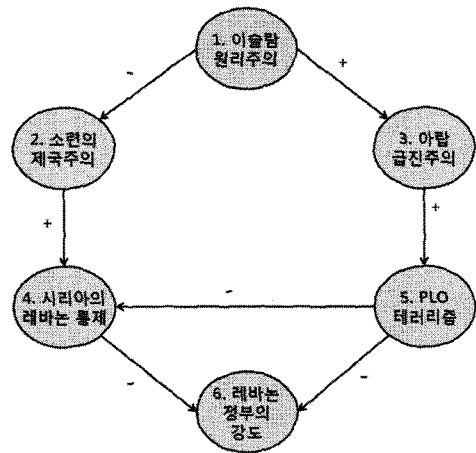 1. 이슬람
원리주의
-
+
2. 소련의
제국주의
3. 아랍
급진주의
+
+
4. 시리아의
레바논 통제
-
5. PLO
테러리즘
-
-
6. 레바논
정부의
강도